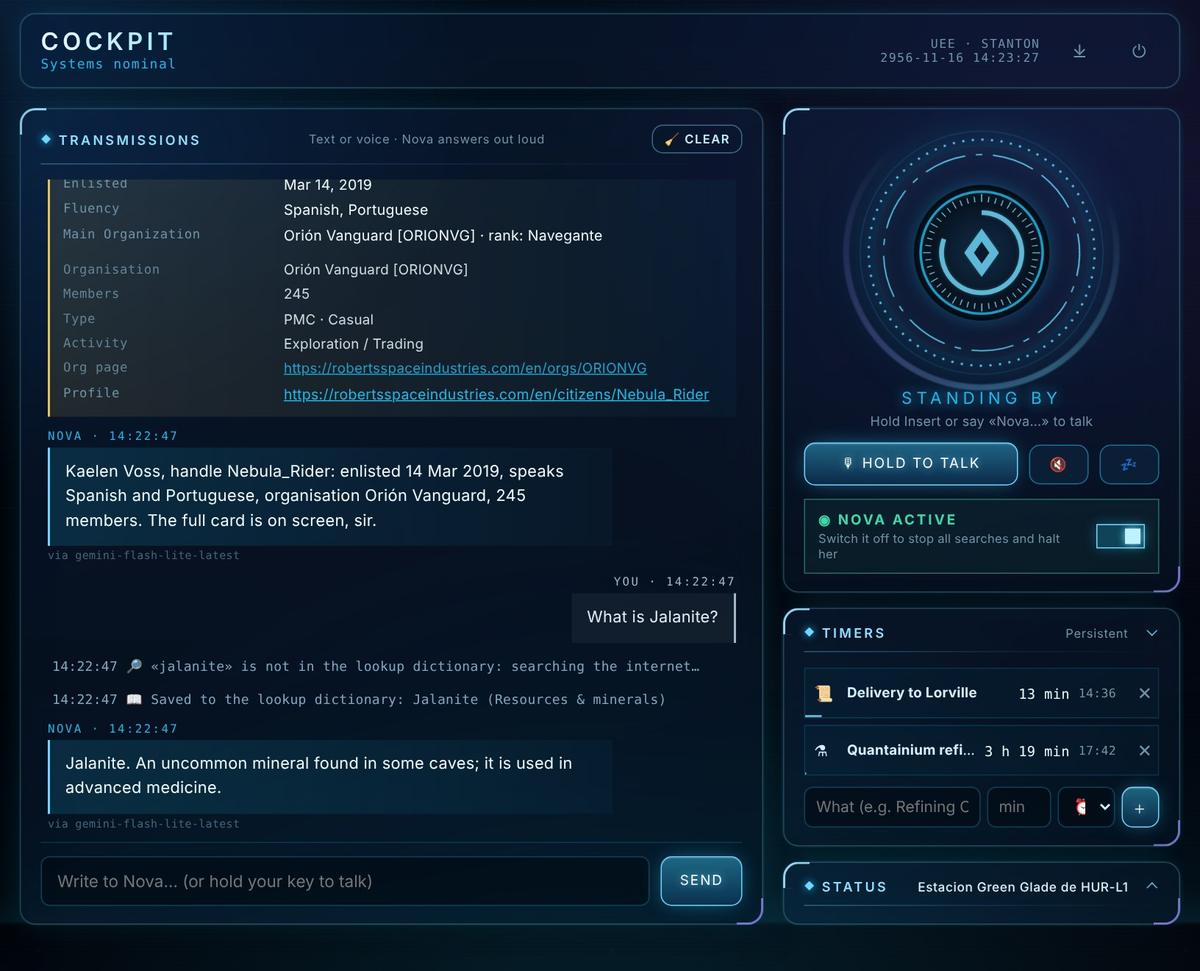 COCKPIT
Systems nominal
UEE · STANTON
2956-11-16 14:23:27
TRANSMISSIONS
Text or voice · Nova answers out loud
CLEAR
Enlisted Mar 14, 2019
Fluency Spanish, Portuguese
Main Organization Orión Vanguard [ORIONVG] · rank: Navegante
Organisation Orión Vanguard [ORIONVG]
Members 245
Type PMC · Casual
Activity Exploration / Trading
Org page https://robertsspaceindustries.com/en/orgs/ORIONVG
Profile https://robertsspaceindustries.com/en/citizens/Nebula_Rider
NOVA · 14:22:47
Kaelen Voss, handle Nebula_Rider: enlisted 14 Mar 2019, speaks
Spanish and Portuguese, organisation Orión Vanguard, 245
members. The full card is on screen, sir.
via gemini-flash-lite-latest
YOU · 14:22:47
What is Jalanite?
14:22:47 🔎 «jalanite» is not in the lookup dictionary: searching the internet…
14:22:47 📖 Saved to the lookup dictionary: Jalanite (Resources & minerals)
NOVA · 14:22:47
Jalanite. An uncommon mineral found in some caves; it is used in
advanced medicine.
via gemini-flash-lite-latest
Write to Nova… (or hold your key to talk)
SEND
STANDING BY
Hold Insert or say «Nova…» to talk
HOLD TO TALK
💤
NOVA ACTIVE
Switch it off to stop all searches and halt
her
TIMERS
Persistent
Delivery to Lorville 13 min 14:36 ✕
Quantainium refi… 3 h 19 min 17:42 ✕
What (e.g. Refining C
min
+
STATUS
Estacion Green Glade de HUR-L1